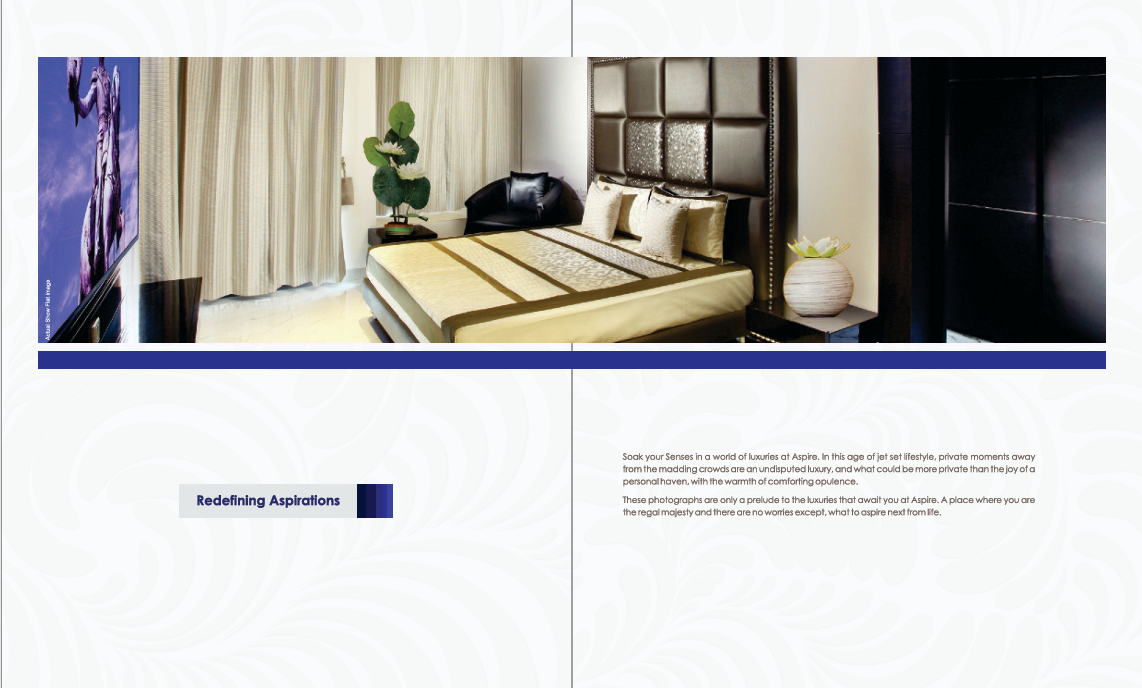 Actual Show Flat Image
Redefining Aspirations
Soak your Senses in a world of luxuries at Aspire. In this age of jet set lifestyle, private moments away
from the madding crowds are an undisputed luxury, and what could be more private than the joy of a
personal haven, with the warmth of comforting opulence.
These photographs are only a prelude to the luxuries that await you at Aspire. A place where you are
the regal majesty and there are no worries except, what to aspire next from life.